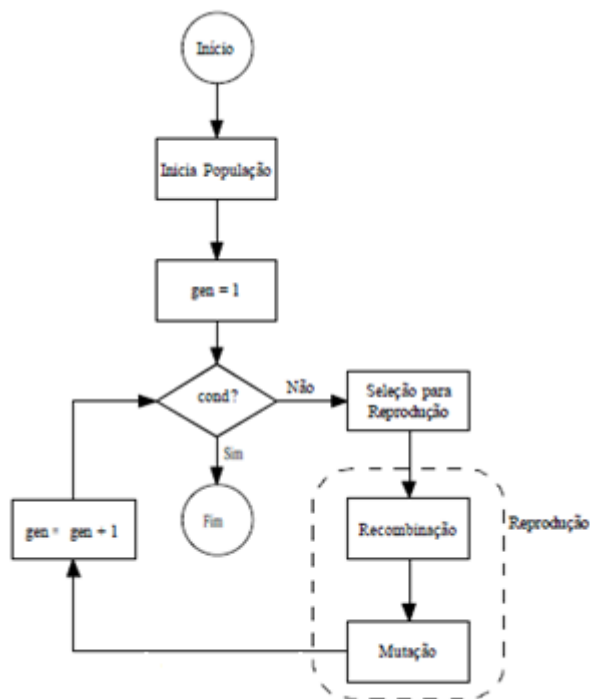 Início
Inicia População
gen = 1
cond?
Não
Seleção para
Reprodução
Sim
Fim
gen = gen + 1
Recombinação
Reprodução
Mutação